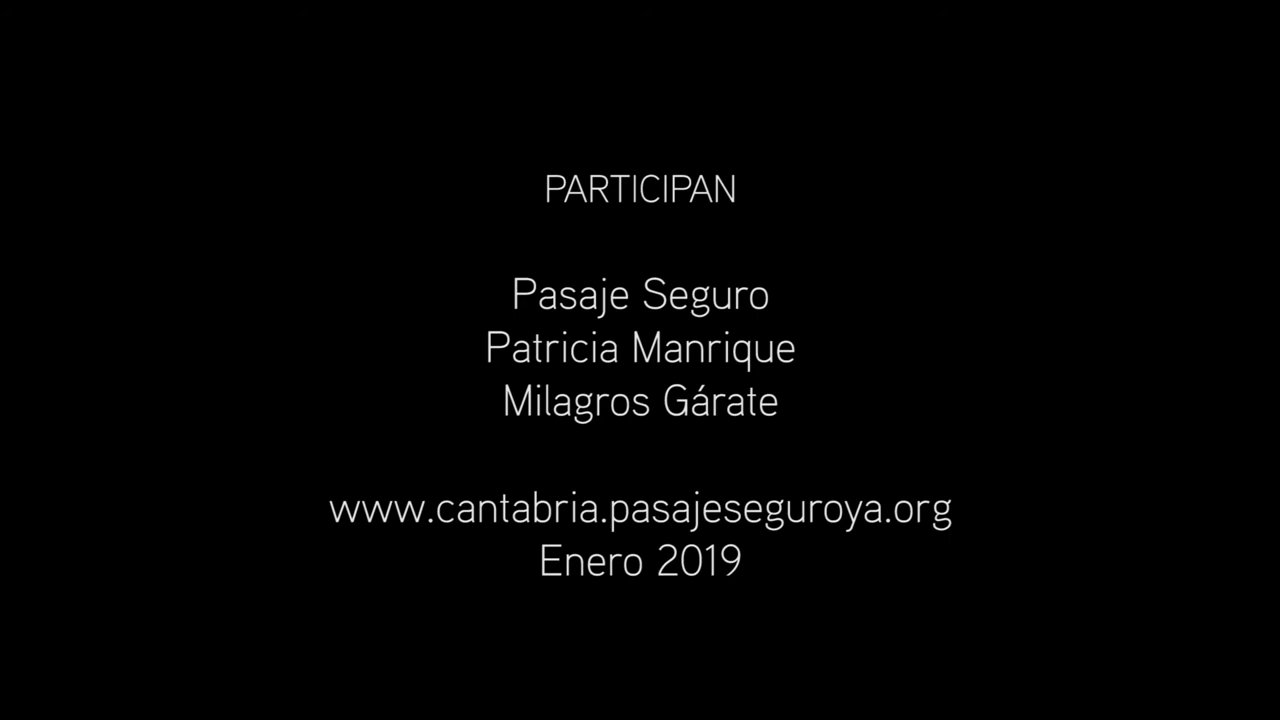 PARTICIPAN
Pasaje Seguro
Patricia Manrique
Milagros Gárate
www.cantabria.pasajeseguroya.org
Enero 2019